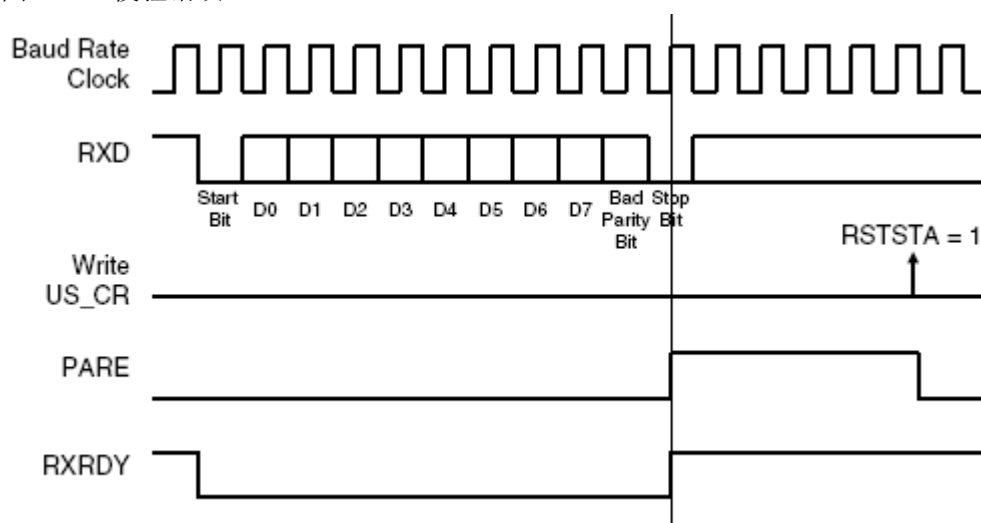 Baud Rate
Clock
RXD
Start
Bit
D0 D1 D2 D3 D4 D5 D6 D7
Bad
Parity
Bit
Stop
Bit
RSTSTA = 1
Write
US_CR
PARE
RXRDY